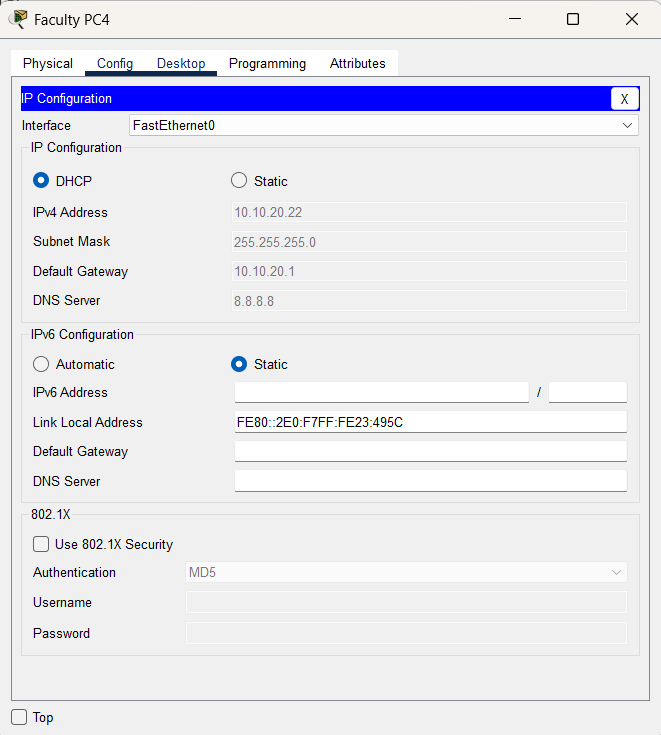 Faculty PC4
Physical Config Desktop Programming Attributes
IP Configuration X
Interface FastEthernet0
IP Configuration
DHCP Static
IPv4 Address 10.10.20.22
Subnet Mask 255.255.255.0
Default Gateway 10.10.20.1
DNS Server 8.8.8.8
IPv6 Configuration
Automatic Static
IPv6 Address /
Link Local Address FE80::2E0:F7FF:FE23:495C
Default Gateway
DNS Server
802.1X
Use 802.1X Security
Authentication MD5
Username
Password
Top